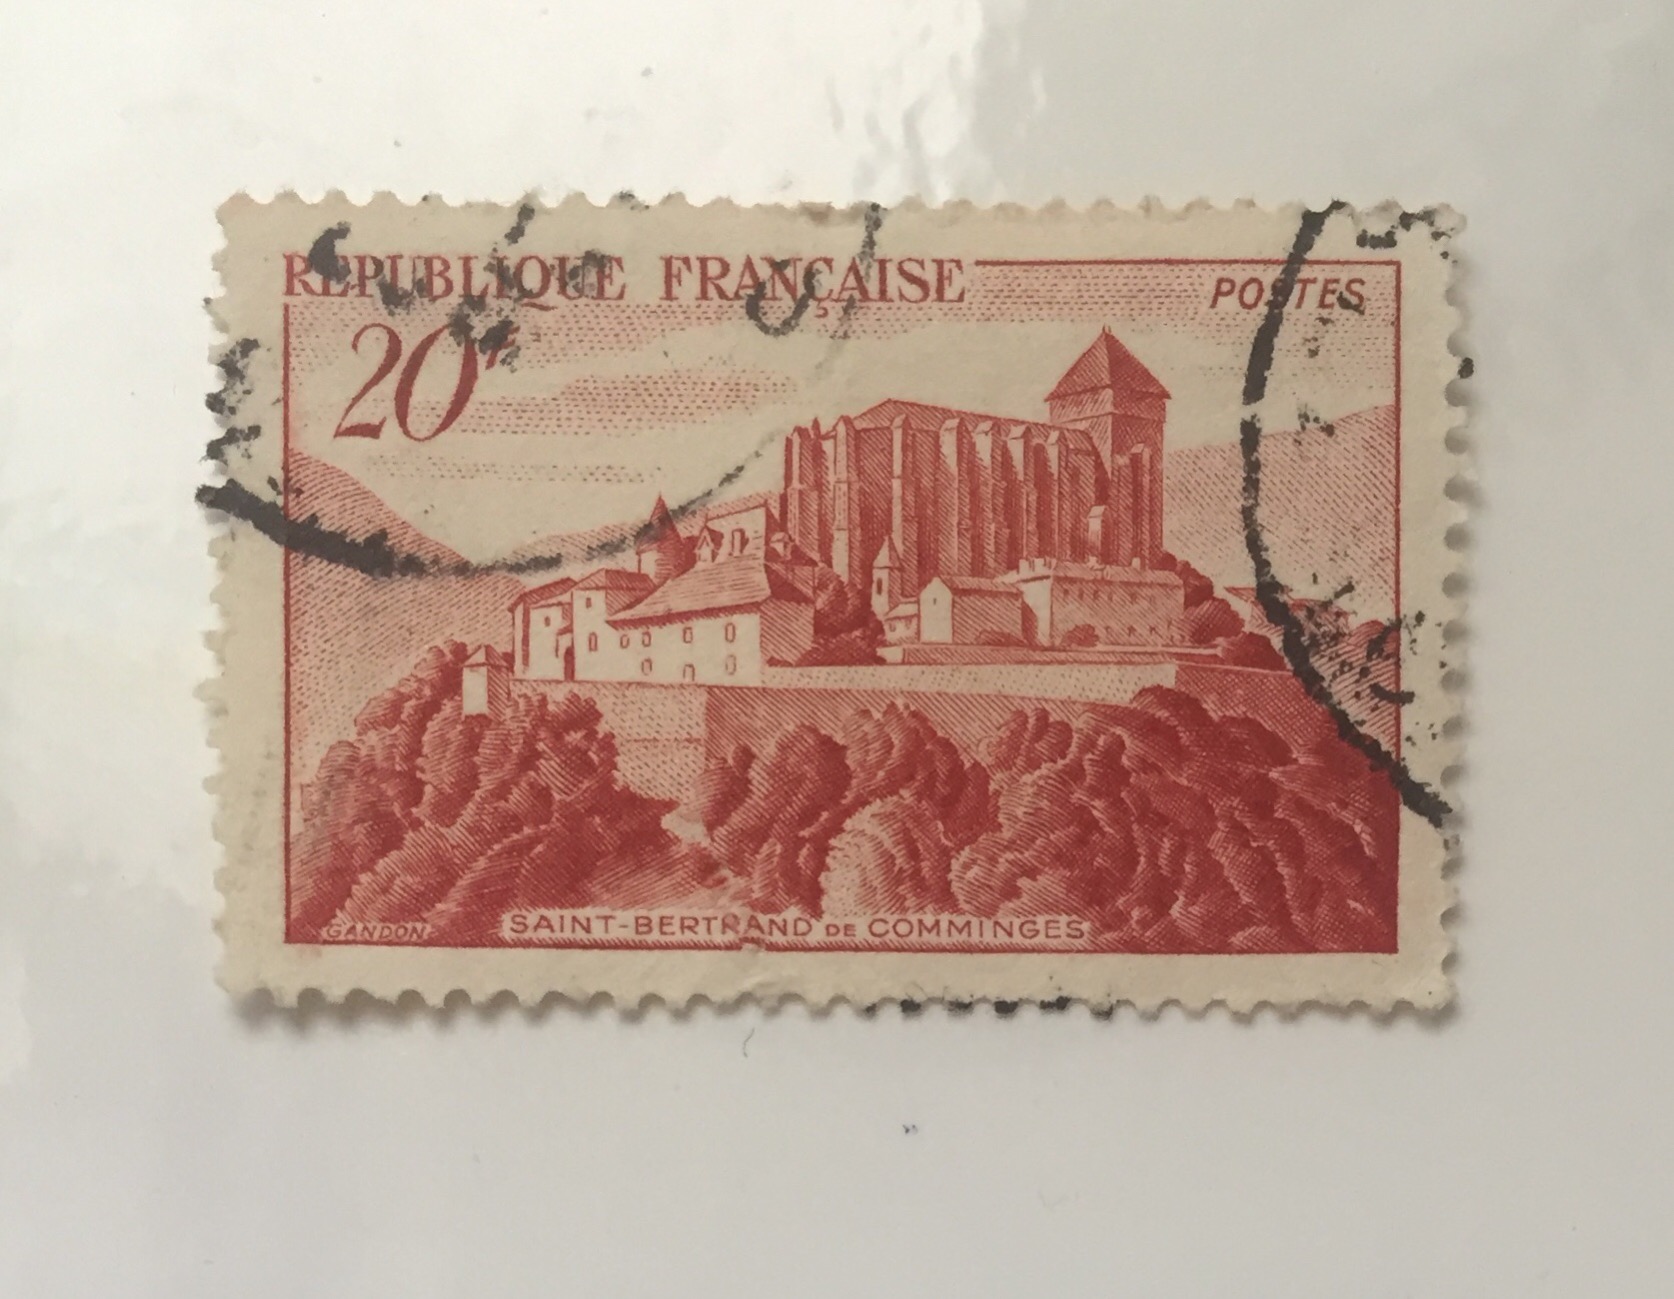 REPUBLIQUE FRANÇAISE
POSTES
20F
SAINT-BERTRAND DE COMMINGES
GANDON